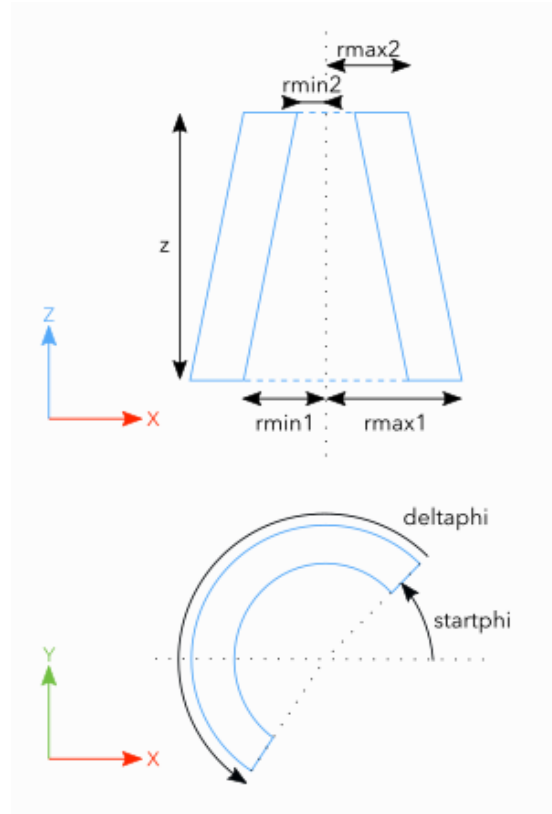 rmax2
rmin2
z
Z
X
rmin1
rmax1
deltaphi
startphi
Y
X